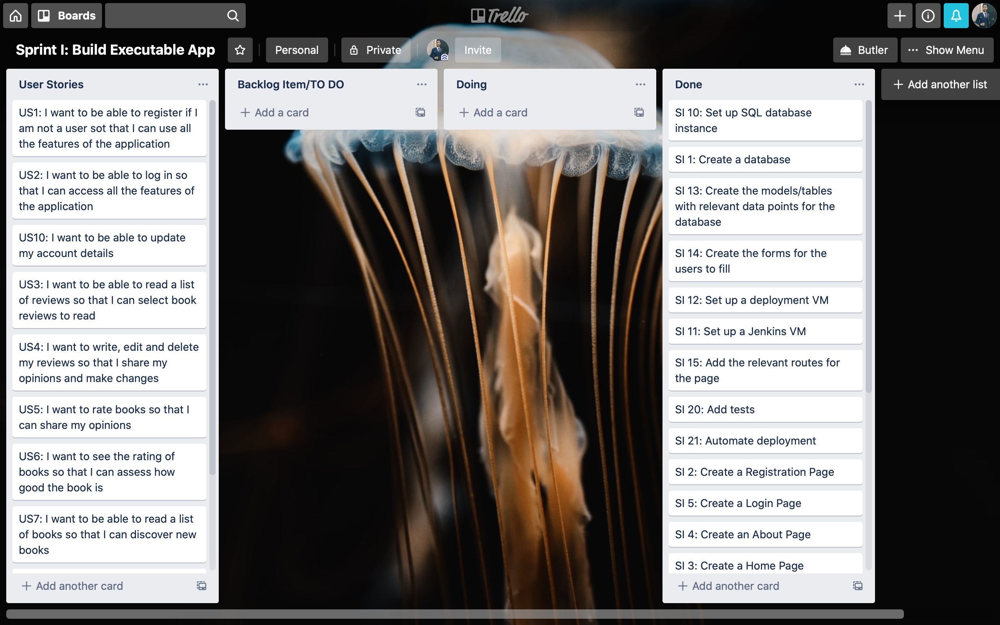 Boards
Trello
Sprint I: Build Executable App
Personal
Private
Invite
Butler
Show Menu
User Stories
US1: I want to be able to register if I
am not a user sot that I can use all
the features of the application
US2: I want to be able to log in so
that I can access all the features of
the application
US10: I want to be able to update
my account details
US3: I want to be able to read a list
of reviews so that I can select book
reviews to read
US4: I want to write, edit and delete
my reviews so that I share my
opinions and make changes
US5: I want to rate books so that I
can share my opinions
US6: I want to see the rating of
books so that I can assess how
good the book is
US7: I want to be able to read a list
of books so that I can discover new
books
+ Add another card
Backlog Item/TO DO
+ Add a card
Doing
+ Add a card
Done
SI 10: Set up SQL database
instance
SI 1: Create a database
SI 13: Create the models/tables
with relevant data points for the
database
SI 14: Create the forms for the
users to fill
SI 12: Set up a deployment VM
SI 11: Set up a Jenkins VM
SI 15: Add the relevant routes for
the page
SI 20: Add tests
SI 21: Automate deployment
SI 2: Create a Registration Page
SI 5: Create a Login Page
SI 4: Create an About Page
SI 3: Create a Home Page
+ Add another card
+ Add another list